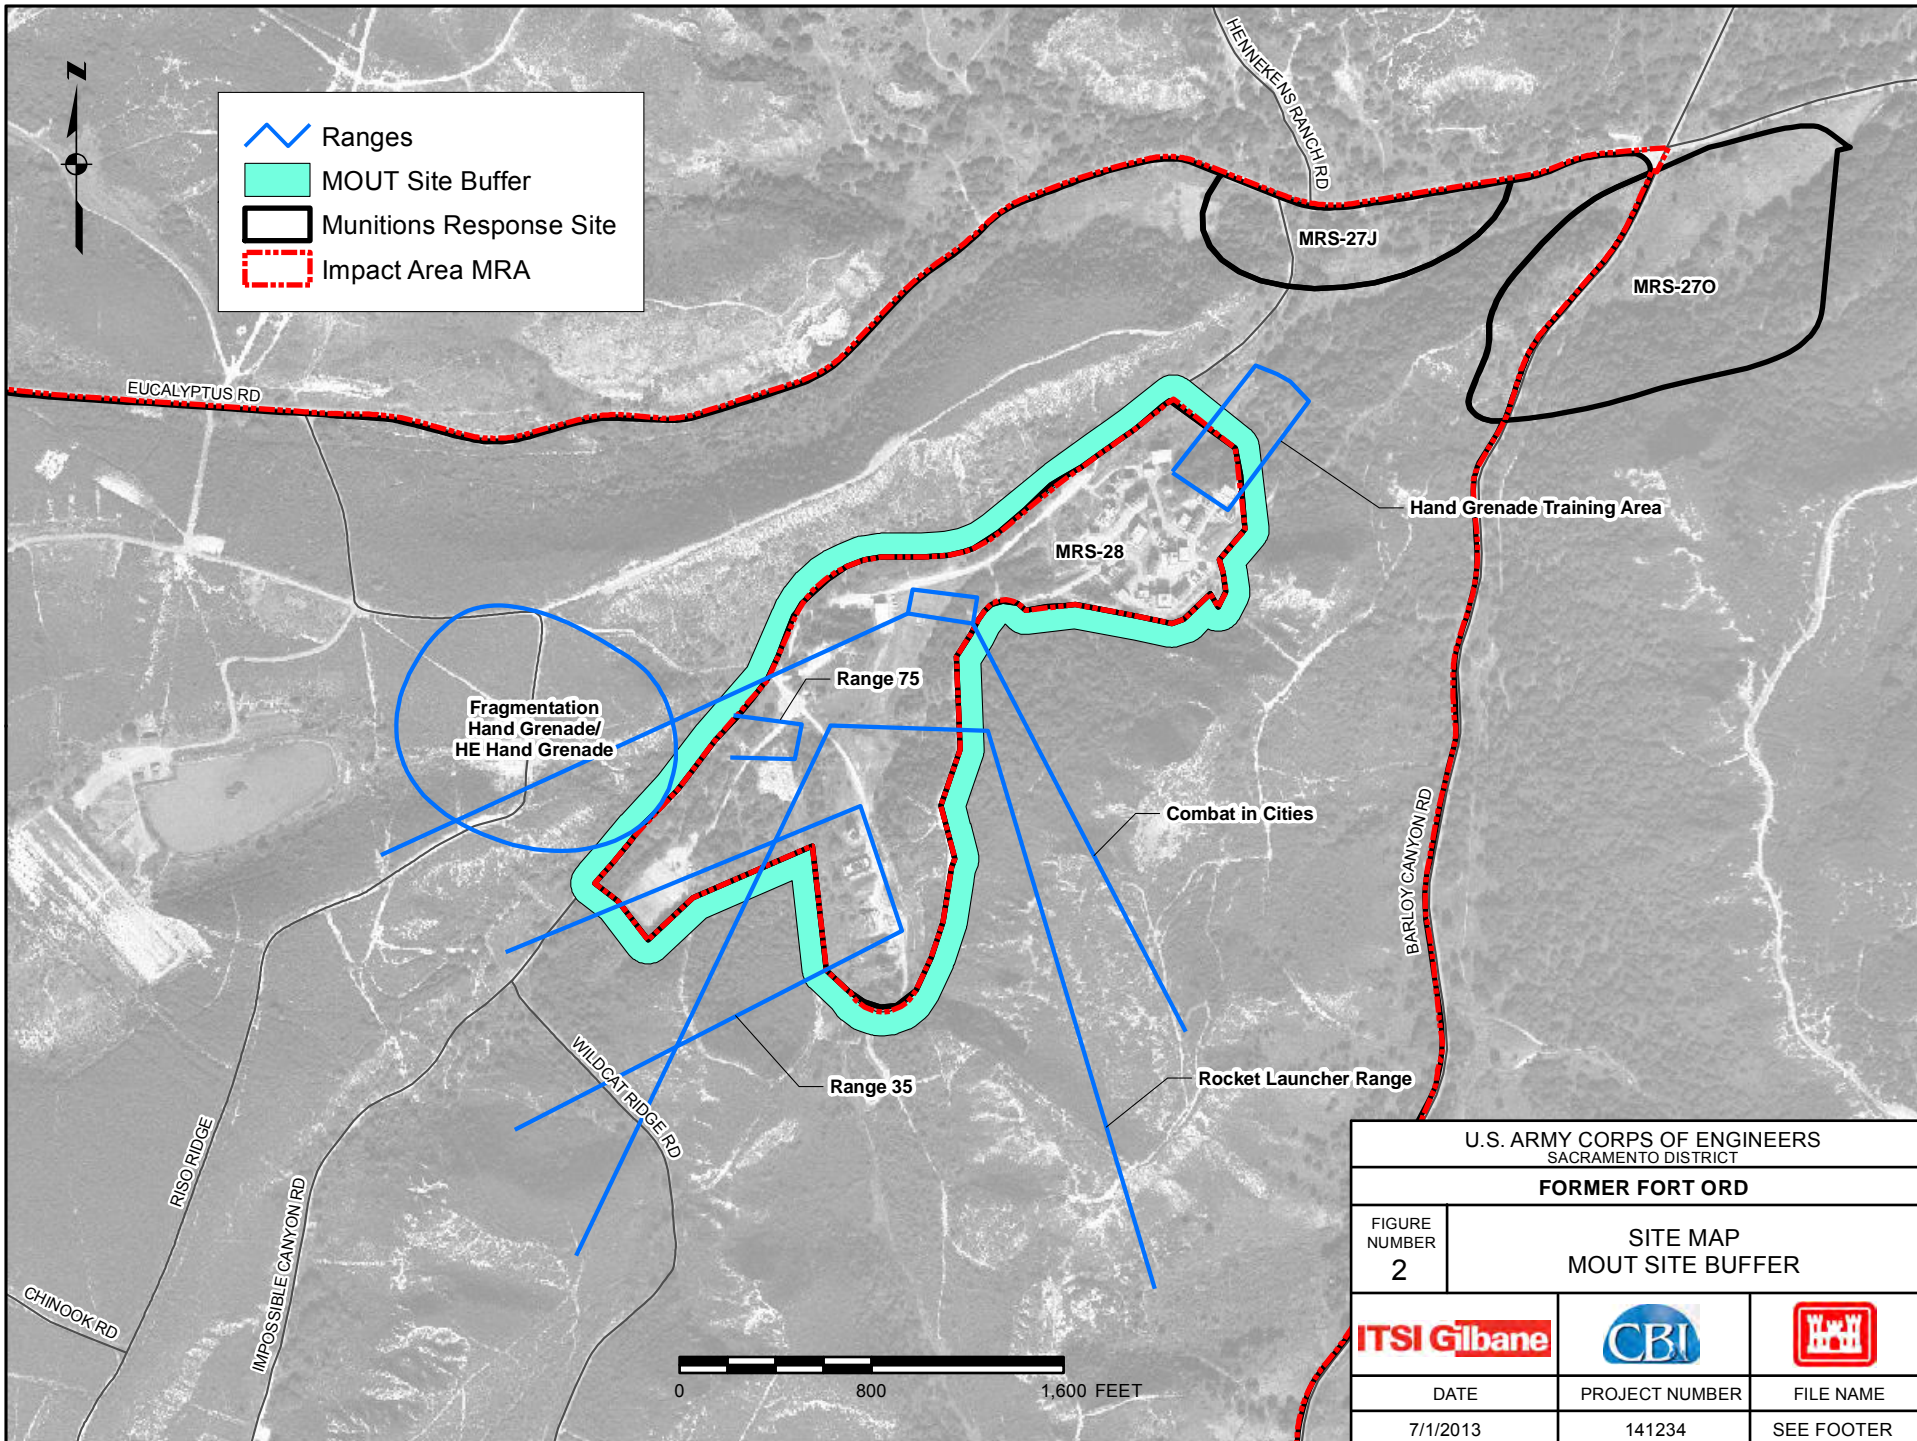 N
Ranges
MOUT Site Buffer
Munitions Response Site
Impact Area MRA
HENNEKENS RANCH RD
MRS-27J
MRS-27O
EUCALYPTUS RD
Hand Grenade Training Area
MRS-28
Range 75
Fragmentation
Hand Grenade/
HE Hand Grenade
Combat in Cities
BARLOY CANYON RD
WILDCAT RIDGE RD
Range 35
Rocket Launcher Range
RISO RIDGE
IMPOSSIBLE CANYON RD
CHINOOK RD
0 800 1,600 FEET
U.S. ARMY CORPS OF ENGINEERS
SACRAMENTO DISTRICT
FORMER FORT ORD
FIGURE
NUMBER
2
SITE MAP
MOUT SITE BUFFER
ITSI Gilbane
CB&I
DATE PROJECT NUMBER FILE NAME
7/1/2013 141234 SEE FOOTER